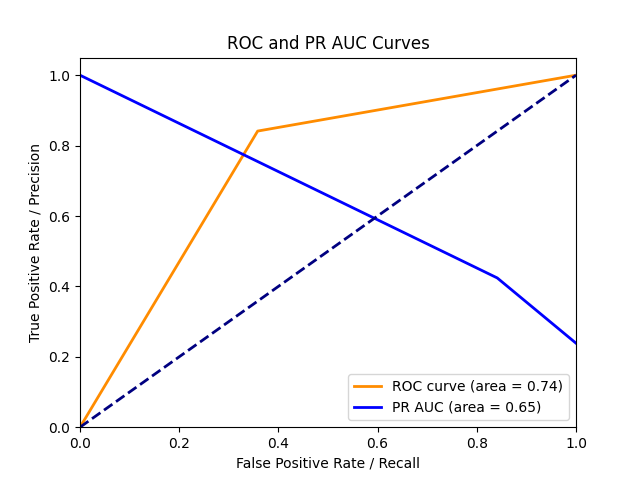 ROC and PR AUC Curves
1.0
0.8
0.6
0.4
0.2
0.0
True Positive Rate / Precision
ROC curve (area = 0.74)
PR AUC (area = 0.65)
0.0 0.2 0.4 0.6 0.8 1.0
False Positive Rate / Recall